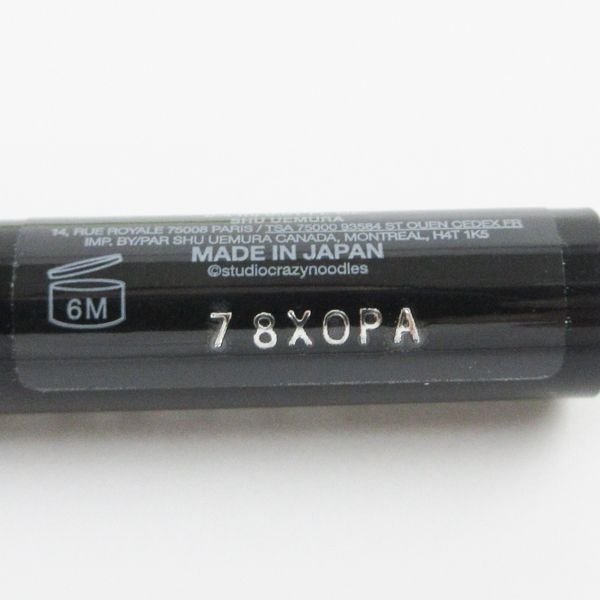 SHU UEMURA
14, RUE ROYALE 75008 PARIS / TSA 75000 93584 ST OUEN CEDEX FR
IMP. BY/PAR SHU UEMURA CANADA, MONTREAL, H4T 1K5
MADE IN JAPAN
©studiocrazynoodles
6M
78XOPA